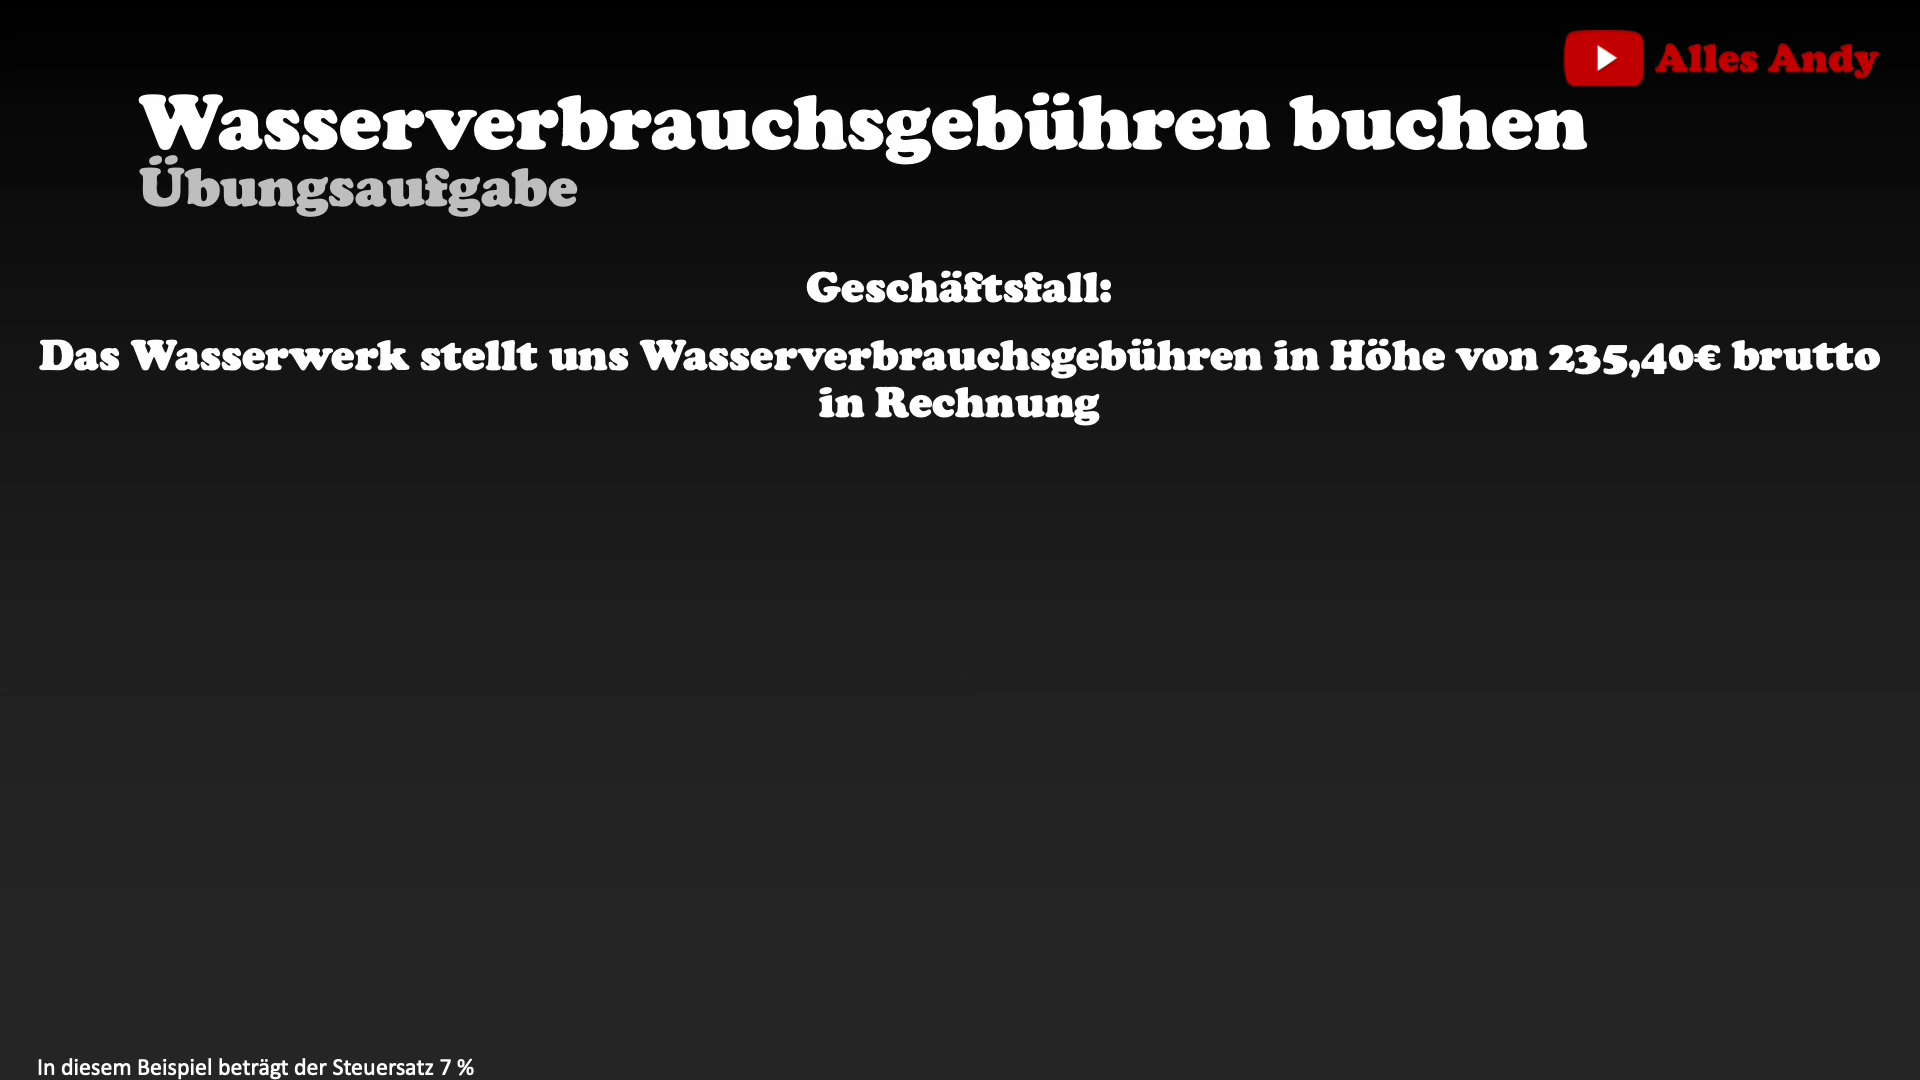 Alles Andy
Wasserverbrauchsgebühren buchen
Übungsaufgabe
Geschäftsfall:
Das Wasserwerk stellt uns Wasserverbrauchsgebühren in Höhe von 235,40€ brutto
in Rechnung
In diesem Beispiel beträgt der Steuersatz 7 %